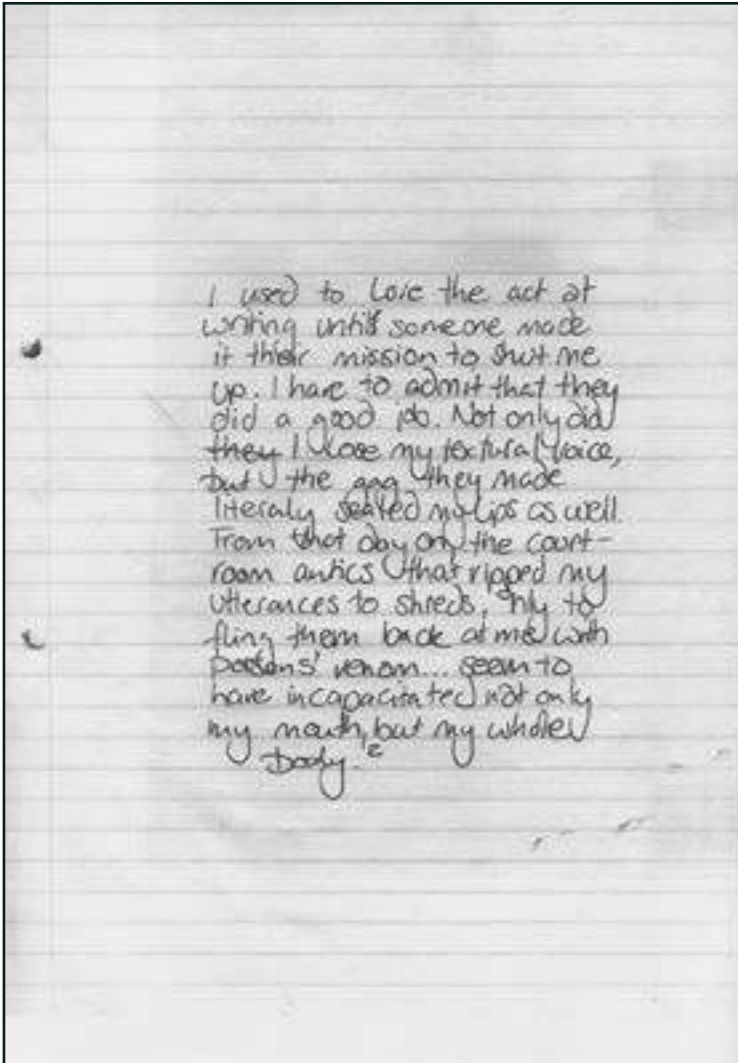 I used to love the act of
writing until someone made
it their mission to shut me
up. I have to admit that they
did a good job. Not only did
they I lose my textural voice,
but the gag they made
literaly sealed my lips as well.
From that day on, the court-
room antics that ripped my
utterances to shreds, only to
fling them back at me with
venom... seem to
have incapacitated not only
my mouth, but my whole
body.²